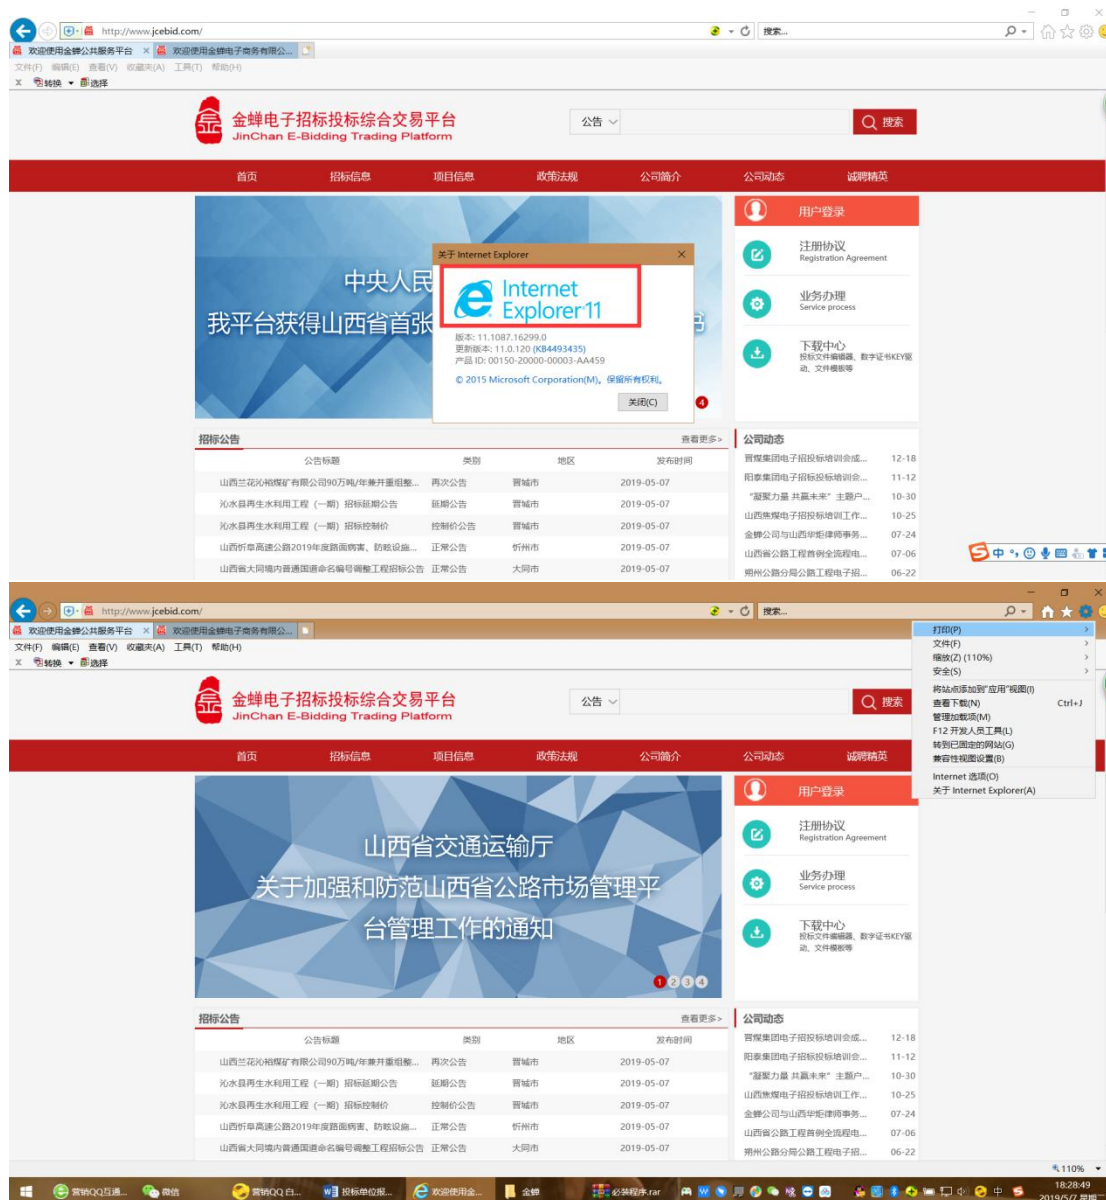 http://www.jcebid.com/
搜索...
欢迎使用金蝉公共服务平台
欢迎使用金蝉电子商务有限公...
文件(F) 编辑(E) 查看(V) 收藏夹(A) 工具(T) 帮助(H)
X 转换 选择
金蝉电子招标投标综合交易平台
JinChan E-Bidding Trading Platform
公告
搜索
首页 招标信息 项目信息 政策法规 公司简介 公司动态 诚聘精英
中央人民
我平台获得山西省首张
书
关于 Internet Explorer
Internet
Explorer 11
版本: 11.1087.16299.0
更新版本: 11.0.120 (KB4493435)
产品 ID: 00150-20000-00003-AA459
© 2015 Microsoft Corporation(M)。保留所有权利。
关闭(C)
4
用户登录
注册协议
Registration Agreement
业务办理
Service process
下载中心
投标文件编辑器、数字证书KEY驱
动、文件模板等
招标公告 查看更多>
公告标题 类别 地区 发布时间
山西兰花沁裕煤矿有限公司90万吨/年兼并重组整... 再次公告 晋城市 2019-05-07
沁水县再生水利用工程（一期）招标延期公告 延期公告 晋城市 2019-05-07
沁水县再生水利用工程（一期）招标控制价 控制价公告 晋城市 2019-05-07
山西忻阜高速公路2019年度路面病害、防眩设施... 正常公告 忻州市 2019-05-07
山西省大同境内普通国道命名编号调整工程招标公告 正常公告 大同市 2019-05-07
公司动态
晋煤集团电子招投标培训会成... 12-18
阳泰集团电子招标投标培训会... 11-12
“凝聚力量 共赢未来”主题户... 10-30
山西焦煤电子招投标培训工作... 10-25
金蝉公司与山西华炬律师事务... 07-24
山西省公路工程首例全流程电... 07-06
朔州公路分局公路工程电子招... 06-22
中
http://www.jcebid.com/
搜索...
欢迎使用金蝉公共服务平台
欢迎使用金蝉电子商务有限公...
文件(F) 编辑(E) 查看(V) 收藏夹(A) 工具(T) 帮助(H)
X 转换 选择
打印(P)
文件(F)
缩放(Z) (110%)
安全(S)
将站点添加到“应用”视图(I)
查看下载(N) Ctrl+J
管理加载项(M)
F12 开发人员工具(L)
转到已固定的网站(G)
兼容性视图设置(B)
Internet 选项(O)
关于 Internet Explorer(A)
金蝉电子招标投标综合交易平台
JinChan E-Bidding Trading Platform
公告
搜索
首页 招标信息 项目信息 政策法规 公司简介 公司动态 诚聘精英
山西省交通运输厅
关于加强和防范山西省公路市场管理平
台管理工作的通知
1 2 3 4
用户登录
注册协议
Registration Agreement
业务办理
Service process
下载中心
投标文件编辑器、数字证书KEY驱
动、文件模板等
招标公告 查看更多>
公告标题 类别 地区 发布时间
山西兰花沁裕煤矿有限公司90万吨/年兼并重组整... 再次公告 晋城市 2019-05-07
沁水县再生水利用工程（一期）招标延期公告 延期公告 晋城市 2019-05-07
沁水县再生水利用工程（一期）招标控制价 控制价公告 晋城市 2019-05-07
山西忻阜高速公路2019年度路面病害、防眩设施... 正常公告 忻州市 2019-05-07
山西省大同境内普通国道命名编号调整工程招标公告 正常公告 大同市 2019-05-07
公司动态
晋煤集团电子招投标培训会成... 12-18
阳泰集团电子招标投标培训会... 11-12
“凝聚力量 共赢未来”主题户... 10-30
山西焦煤电子招投标培训工作... 10-25
金蝉公司与山西华炬律师事务... 07-24
山西省公路工程首例全流程电... 07-06
朔州公路分局公路工程电子招... 06-22
110%
营销QQ互通... 微信 营销QQ 白... 投标单位报... 欢迎使用金... 金蝉 必装程序.rar 中 18:28:49
2019/5/7 星期